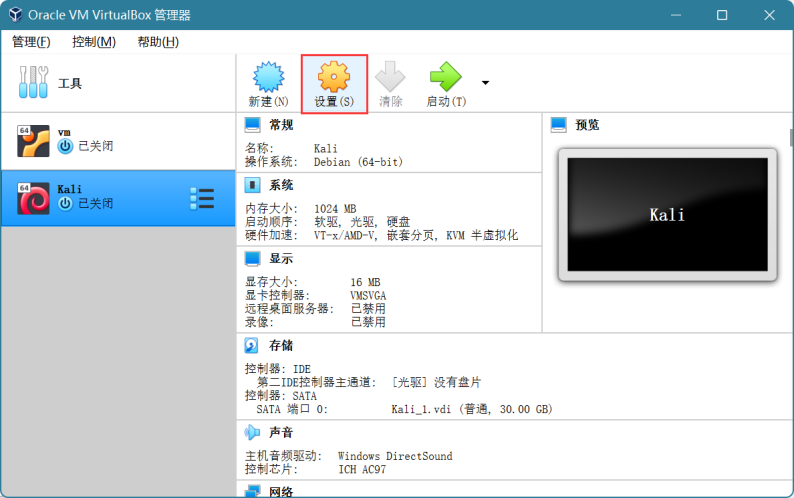 Oracle VM VirtualBox 管理器
管理(F) 控制(M) 帮助(H)
工具
新建(N) 设置(S) 清除 启动(T)
64 vm
已关闭
64 Kali
已关闭
常规
名称: Kali
操作系统: Debian (64-bit)
系统
内存大小: 1024 MB
启动顺序: 软驱, 光驱, 硬盘
硬件加速: VT-x/AMD-V, 嵌套分页, KVM 半虚拟化
显示
显存大小: 16 MB
显卡控制器: VMSVGA
远程桌面服务器: 已禁用
录像: 已禁用
预览
Kali
存储
控制器: IDE
第二IDE控制器主通道: [光驱] 没有盘片
控制器: SATA
SATA 端口 0: Kali_1.vdi (普通, 30.00 GB)
声音
主机音频驱动: Windows DirectSound
控制芯片: ICH AC97
网络